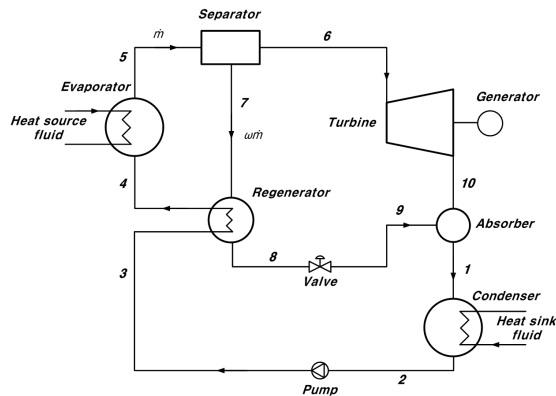 Separator
5
ṁ
6
Evaporator
Heat source
fluid
7
Turbine
Generator
ωṁ
4
Regenerator
10
9
Absorber
3
8
Valve
1
Condenser
Heat sink
fluid
2
Pump